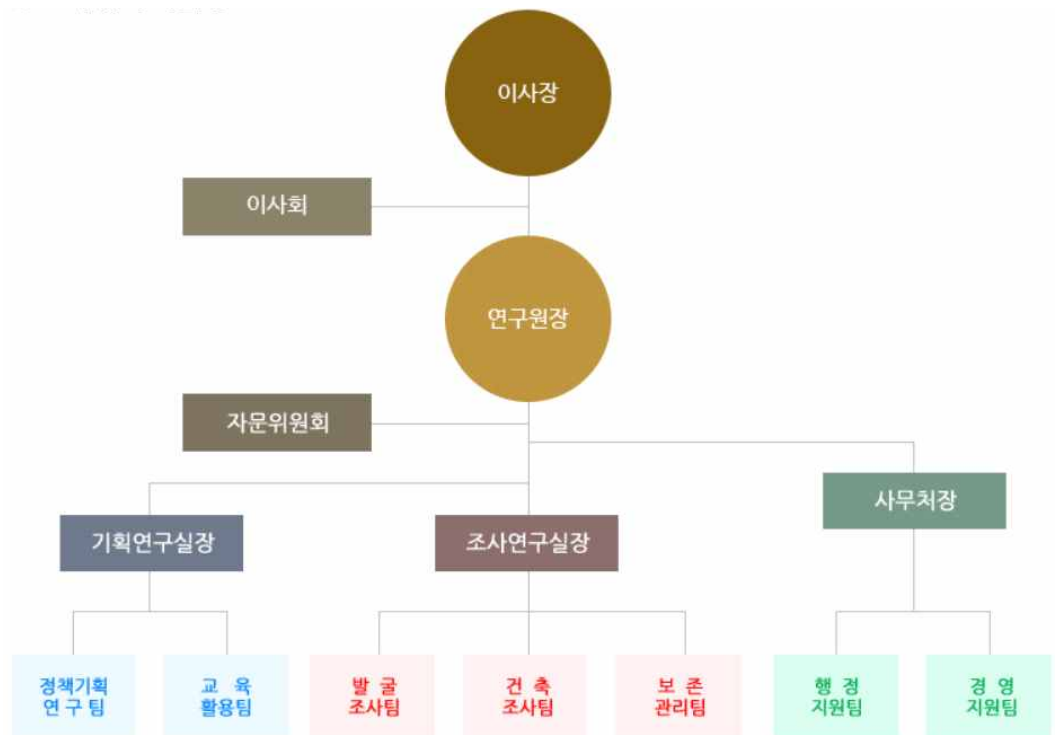 이사장
이사회
연구원장
자문위원회
사무처장
기획연구실장
조사연구실장
정책기획
연구팀
교 육
활용팀
발 굴
조사팀
건 축
조사팀
보 존
관리팀
행 정
지원팀
경 영
지원팀